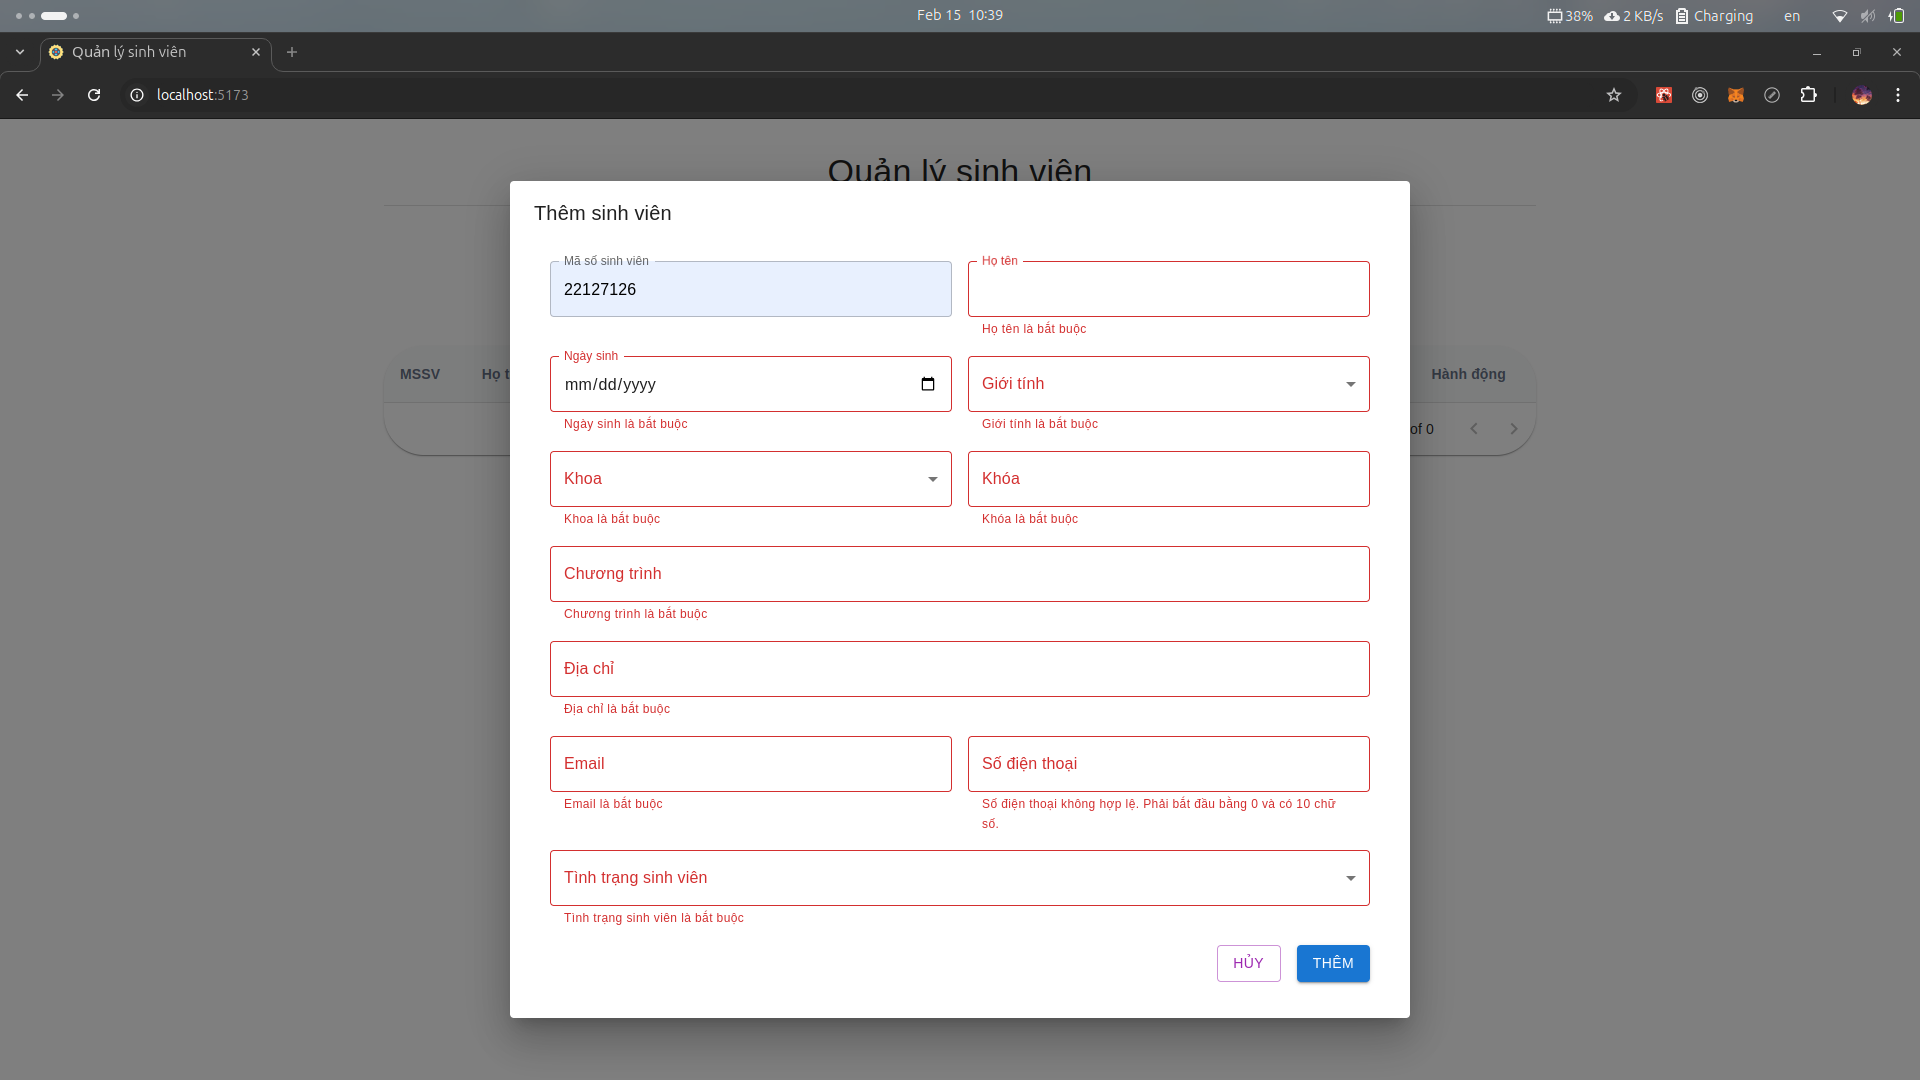 Feb 15 10:39
38%
2 KB/s
Charging
en
Quản lý sinh viên
localhost:5173
Quản lý sinh viên
Thêm sinh viên
Mã số sinh viên
22127126
Họ tên
Họ tên là bắt buộc
Ngày sinh
mm/dd/yyyy
Ngày sinh là bắt buộc
Giới tính
Giới tính là bắt buộc
MSSV
Họ t
Hành động
of 0
Khoa
Khoa là bắt buộc
Khóa
Khóa là bắt buộc
Chương trình
Chương trình là bắt buộc
Địa chỉ
Địa chỉ là bắt buộc
Email
Email là bắt buộc
Số điện thoại
Số điện thoại không hợp lệ. Phải bắt đầu bằng 0 và có 10 chữ
số.
Tình trạng sinh viên
Tình trạng sinh viên là bắt buộc
HỦY
THÊM